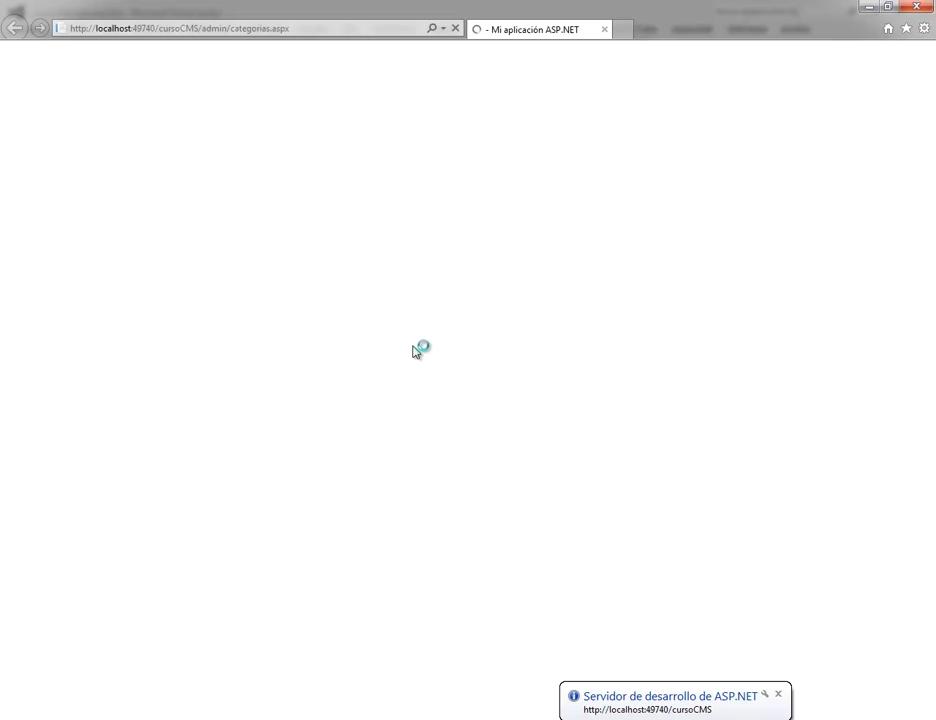 http://localhost:49740/cursoCMS/admin/categorias.aspx
- Mi aplicación ASP.NET
Servidor de desarrollo de ASP.NET
http://localhost:49740/cursoCMS